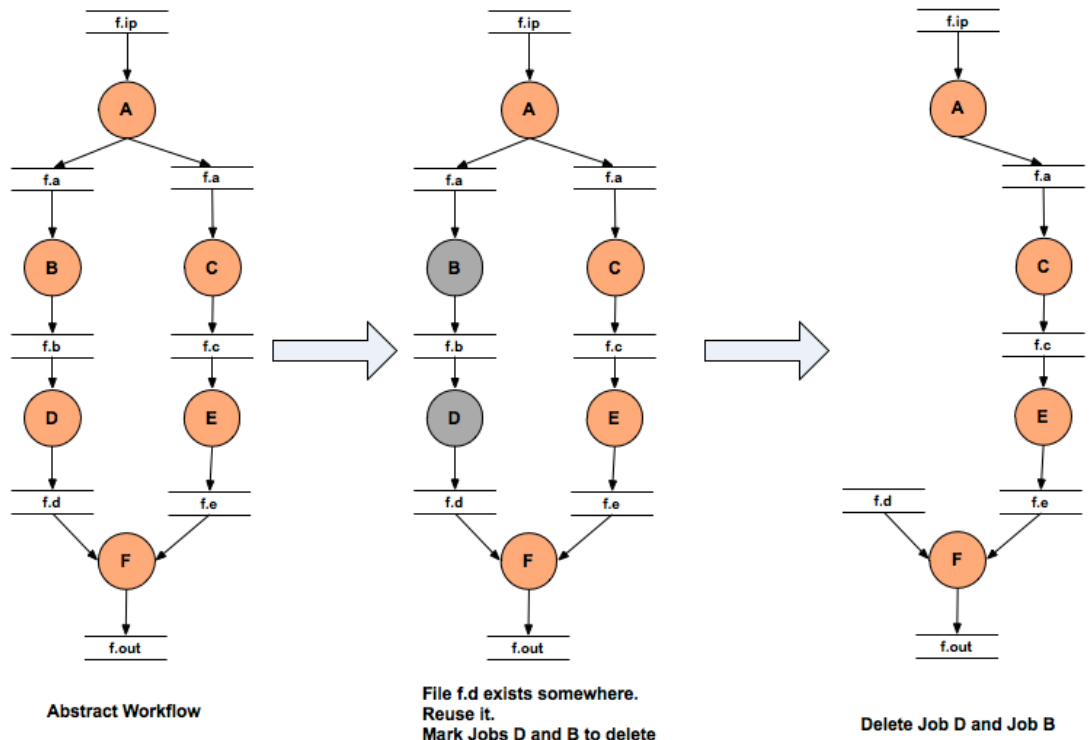 f.ip
A
f.a
f.a
B
C
f.b
f.c
D
E
f.d
f.e
F
f.out
Abstract Workflow
f.ip
A
f.a
f.a
B
C
f.b
f.c
D
E
f.d
f.e
F
f.out
File f.d exists somewhere.
Reuse it.
Mark Jobs D and B to delete
f.ip
A
f.a
C
f.c
E
f.d
f.e
F
f.out
Delete Job D and Job B